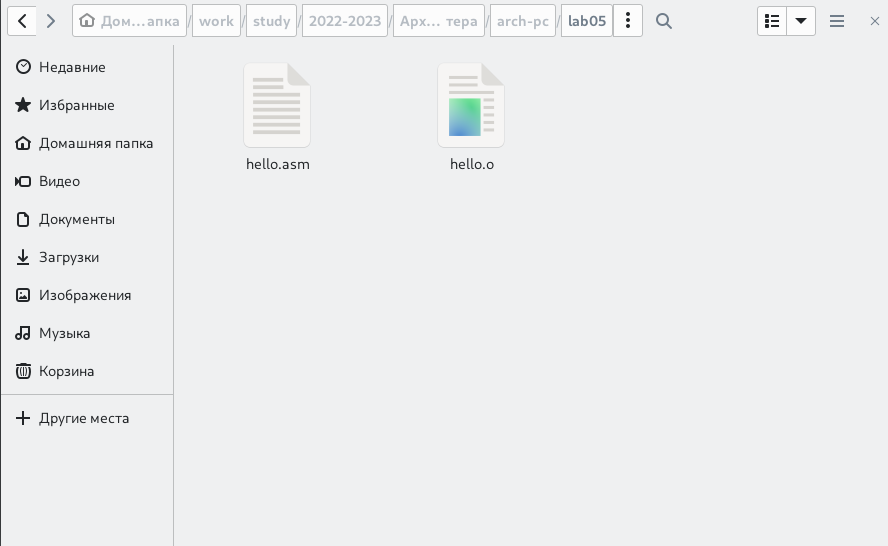 Дом…апка / work / study / 2022-2023 / Арх… тера / arch-pc / lab05
Недавние
Избранные
Домашняя папка
Видео
Документы
Загрузки
Изображения
Музыка
Корзина
Другие места
hello.asm
hello.o